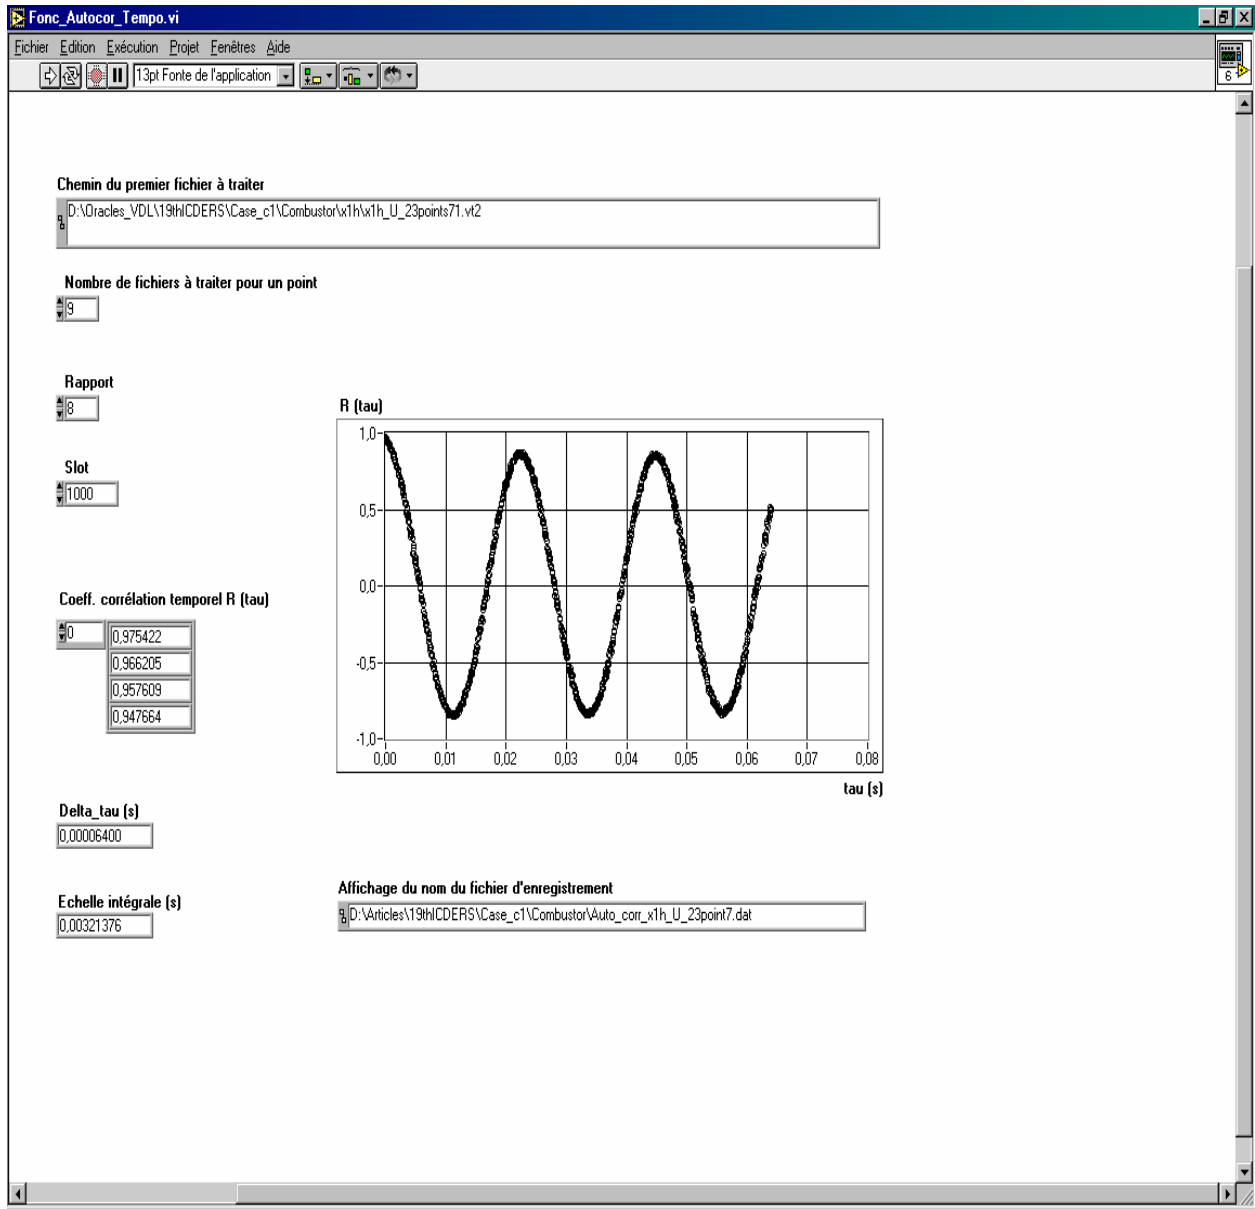 Fonc_Autocor_Tempo.vi
Fichier Edition Exécution Projet Fenêtres Aide
13pt Fonte de l'application
6
Chemin du premier fichier à traiter
D:\Oracles_VDL\19thICDERS\Case_c1\Combustor\x1h\x1h_U_23points71.vt2
Nombre de fichiers à traiter pour un point
9
Rapport
8
Slot
1000
Coeff. corrélation temporel R (tau)
0
0,975422
0,966205
0,957609
0,947664
Delta_tau (s)
0,00006400
Echelle intégrale (s)
0,00321376
R (tau)
1,0
0,5
0,0
-0,5
-1,0
0,00 0,01 0,02 0,03 0,04 0,05 0,06 0,07 0,08
tau (s)
Affichage du nom du fichier d'enregistrement
D:\Articles\19thICDERS\Case_c1\Combustor\Auto_corr_x1h_U_23point7.dat